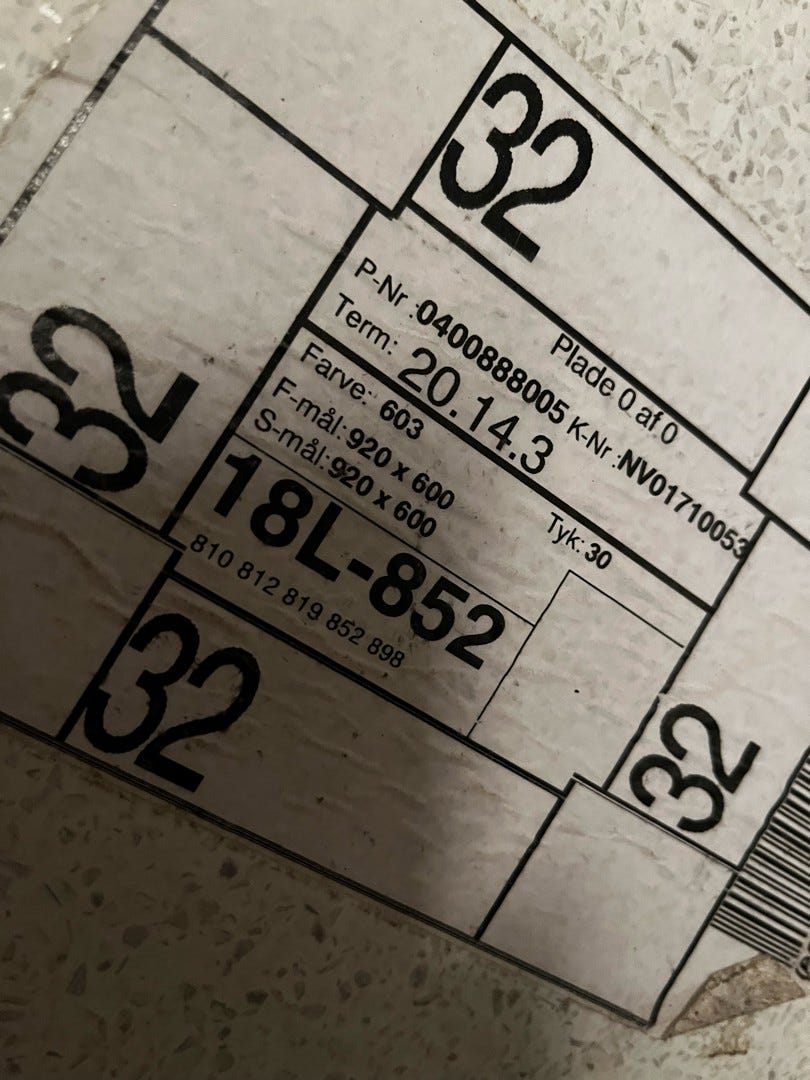 32
Plade 0 af 0
P-Nr.:0400888005 K-Nr.:NV01710053
Term: 20.14.3
Farve: 603
F-mål:920 x 600 Tyk:30
S-mål:920 x 600
18L-852
810 812 819 852 898
32
32
32